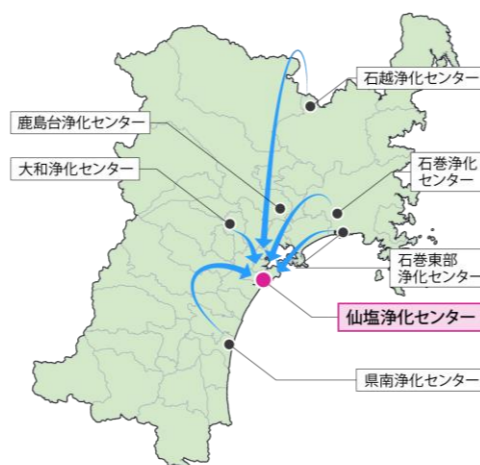 石越浄化センター
鹿島台浄化センター
大和浄化センター
石巻浄化
センター
石巻東部
浄化センター
仙塩浄化センター
県南浄化センター